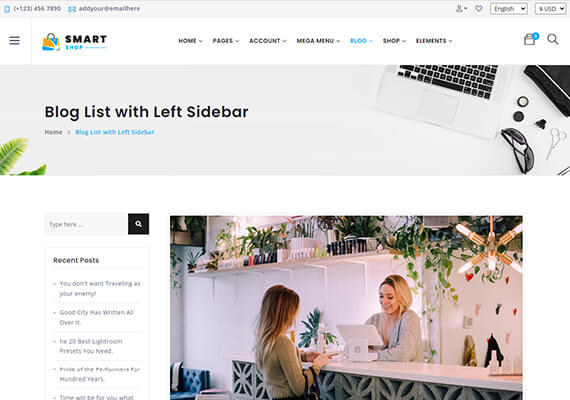 (+123) 456 7890 addyour@emailhere English $ USD
SMART
SHOP
HOME PAGES ACCOUNT MEGA MENU BLOG SHOP ELEMENTS
Blog List with Left Sidebar
Home > Blog List with Left Sidebar
Type here ...
Recent Posts
- You don't want Traveling as
your enemy!
- Good City Has Written All
Over It.
- he 20 Best Lightroom
Presets You Need.
- Pride of the Performers For
Hundred Years.
- Time will be for you what